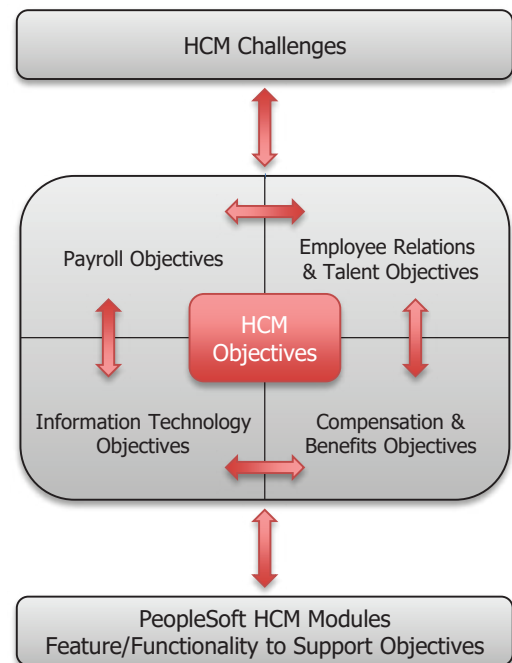 HCM Challenges
Payroll Objectives
Employee Relations
& Talent Objectives
HCM
Objectives
Information Technology
Objectives
Compensation &
Benefits Objectives
PeopleSoft HCM Modules
Feature/Functionality to Support Objectives